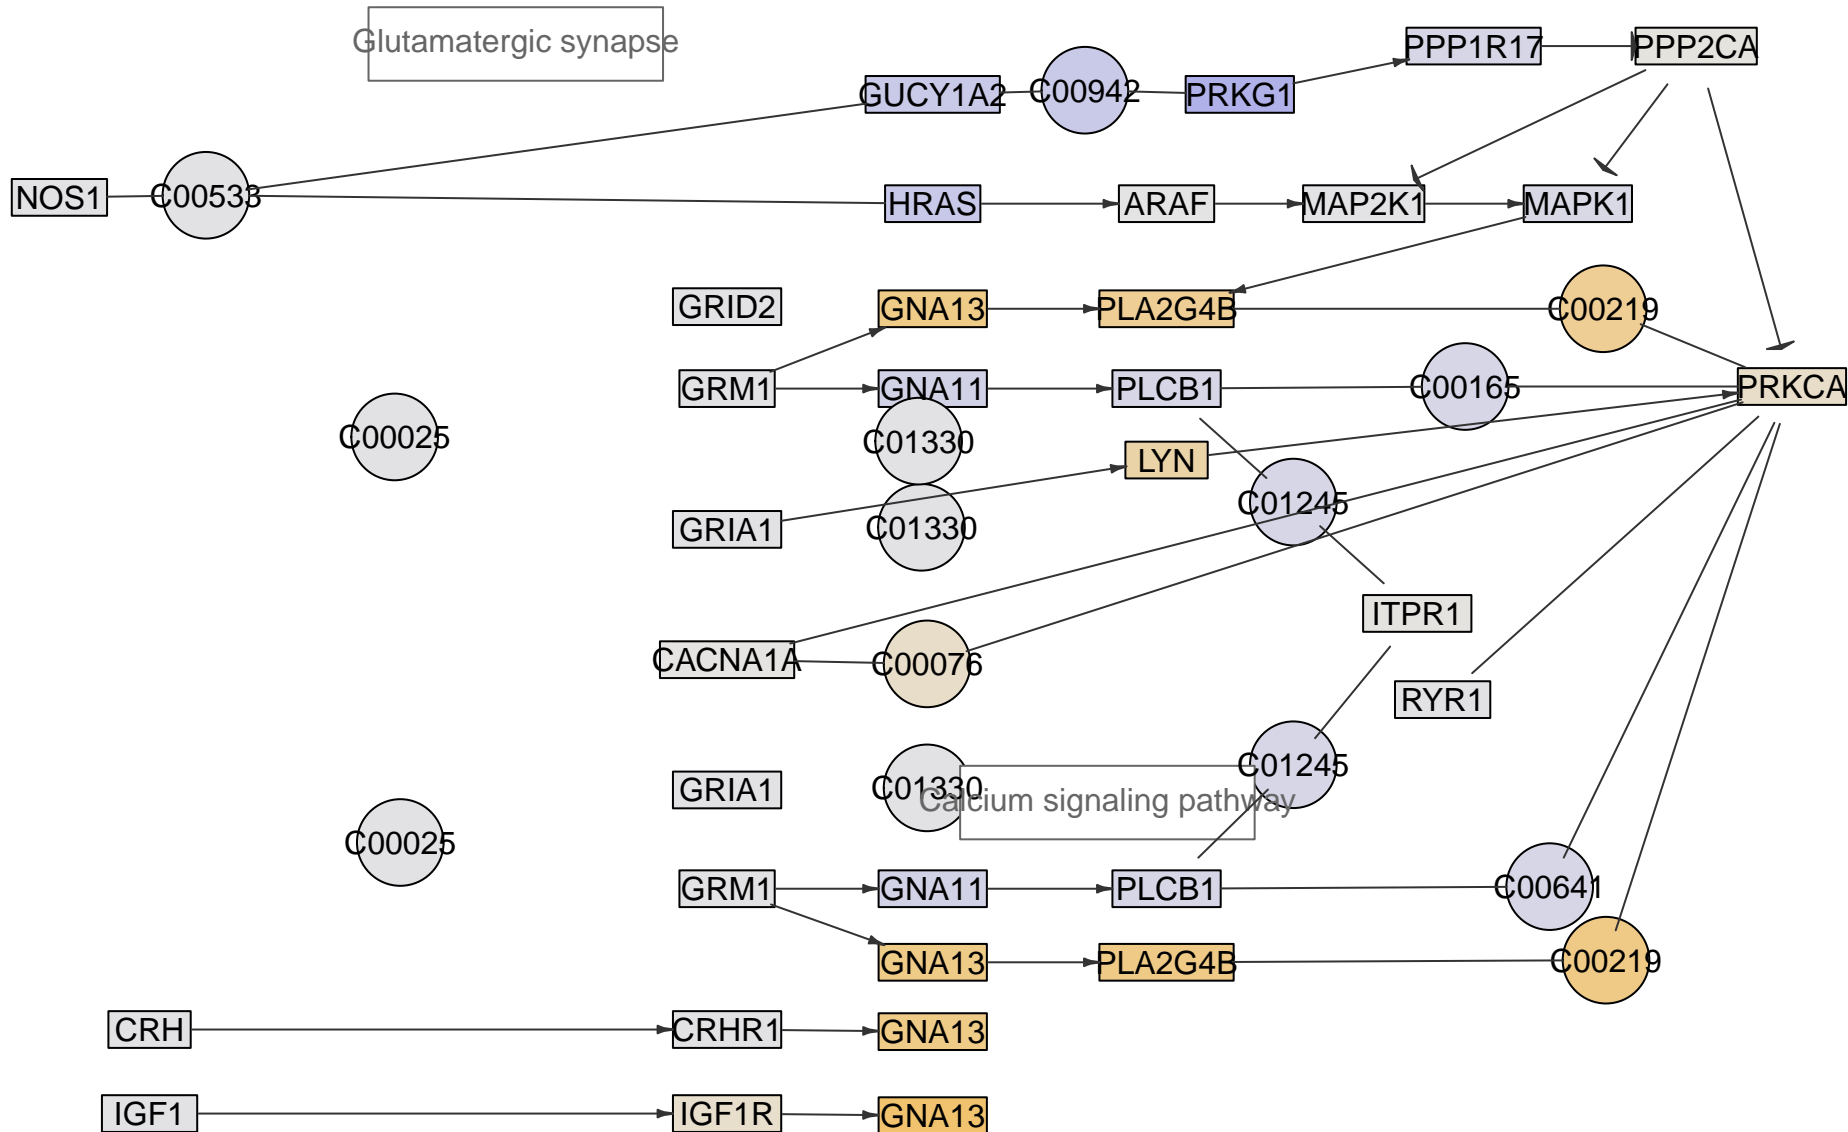 Glutamatergic synapse
PPP1R17
PPP2CA
GUCY1A2
C00942
PRKG1
NOS1
C00533
HRAS
ARAF
MAP2K1
MAPK1
GRID2
GNA13
PLA2G4B
C00219
GRM1
GNA11
PLCB1
C00165
PRKCA
C00025
C01330
LYN
GRIA1
C01330
C01245
ITPR1
CACNA1A
C00076
RYR1
GRIA1
C01330
C01245
Calcium signaling pathway
C00025
GRM1
GNA11
PLCB1
C00641
GNA13
PLA2G4B
C00219
CRH
CRHR1
GNA13
IGF1
IGF1R
GNA13